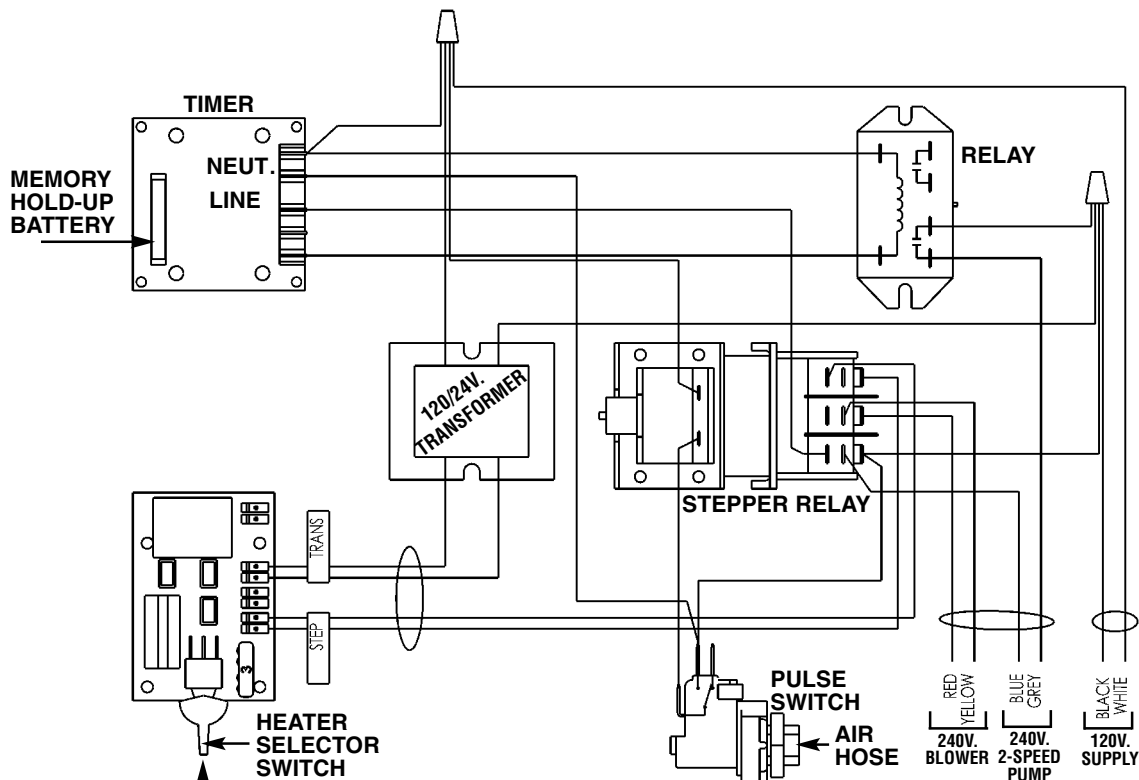 TIMER
NEUT.
LINE
MEMORY
HOLD-UP
BATTERY
RELAY
120/24V.
TRANSFORMER
STEPPER RELAY
TRANS
STEP
3
HEATER
SELECTOR
SWITCH
PULSE
SWITCH
AIR
HOSE
RED
YELLOW
BLUE
GREY
BLACK
WHITE
240V.
BLOWER
240V.
2-SPEED
PUMP
120V.
SUPPLY